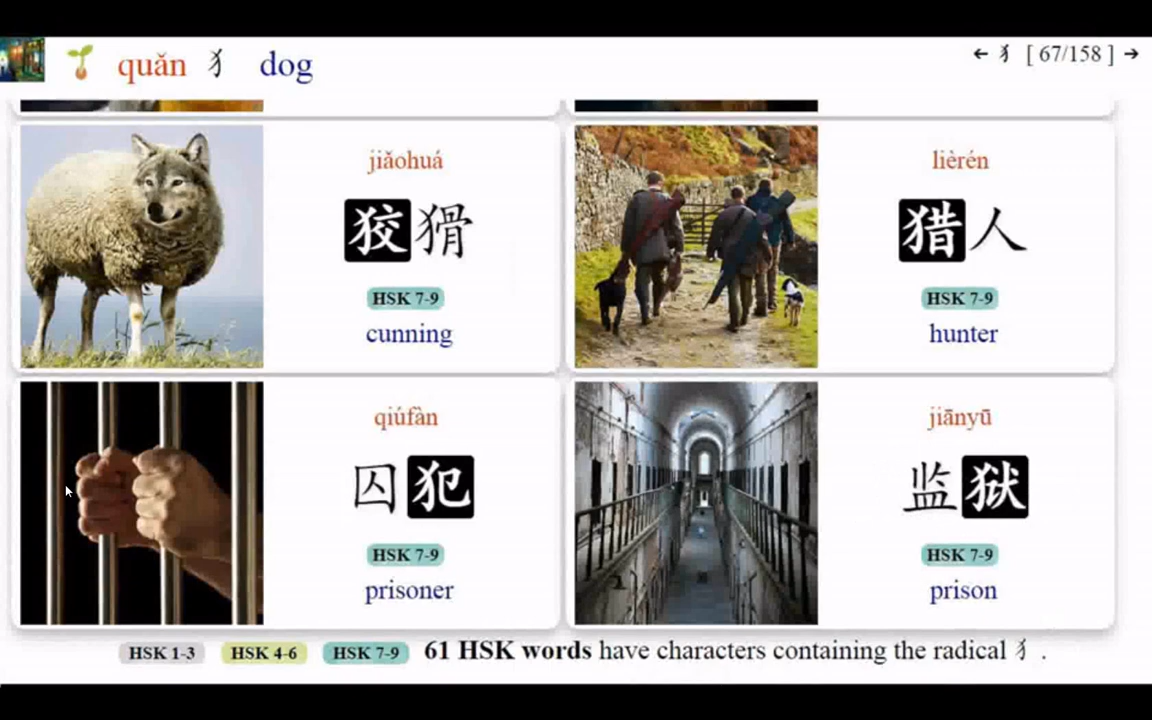 quǎn 犭 dog
← 犭 [ 67/158 ] →
jiǎohuá
狡猾
HSK 7-9
cunning
lièrén
猎人
HSK 7-9
hunter
qiúfàn
囚犯
HSK 7-9
prisoner
jiānyū
监狱
HSK 7-9
prison
HSK 1-3 HSK 4-6 HSK 7-9 61 HSK words have characters containing the radical 犭.